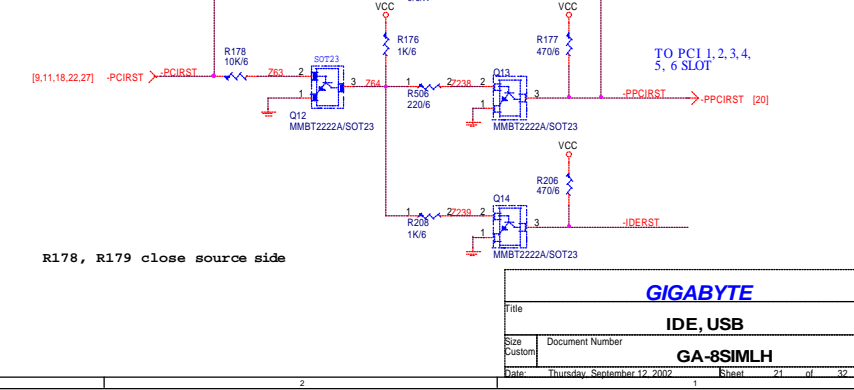 VCC
VCC
R178
10K/6
R176
1K/6
R177
470/6
SOT23
TO PCI 1, 2, 3, 4,
5, 6 SLOT
[9,11,18,22,27] -PCIRST -PCIRST
Z63 2
1
3 Z64
1 2
R506
220/6
Z238 2
1
Q13
3
-PPCIRST -PPCIRST [20]
Q12
MMBT2222A/SOT23
MMBT2222A/SOT23
VCC
R206
470/6
Q14
1 2
R208
1K/6
Z239 2
1
3
-IDERST
MMBT2222A/SOT23
R178, R179 close source side
GIGABYTE
Title
IDE, USB
Size
Custom
Document Number
GA-8SIMLH
Date: Thursday, September 12, 2002 Sheet 21 of 32
2 1